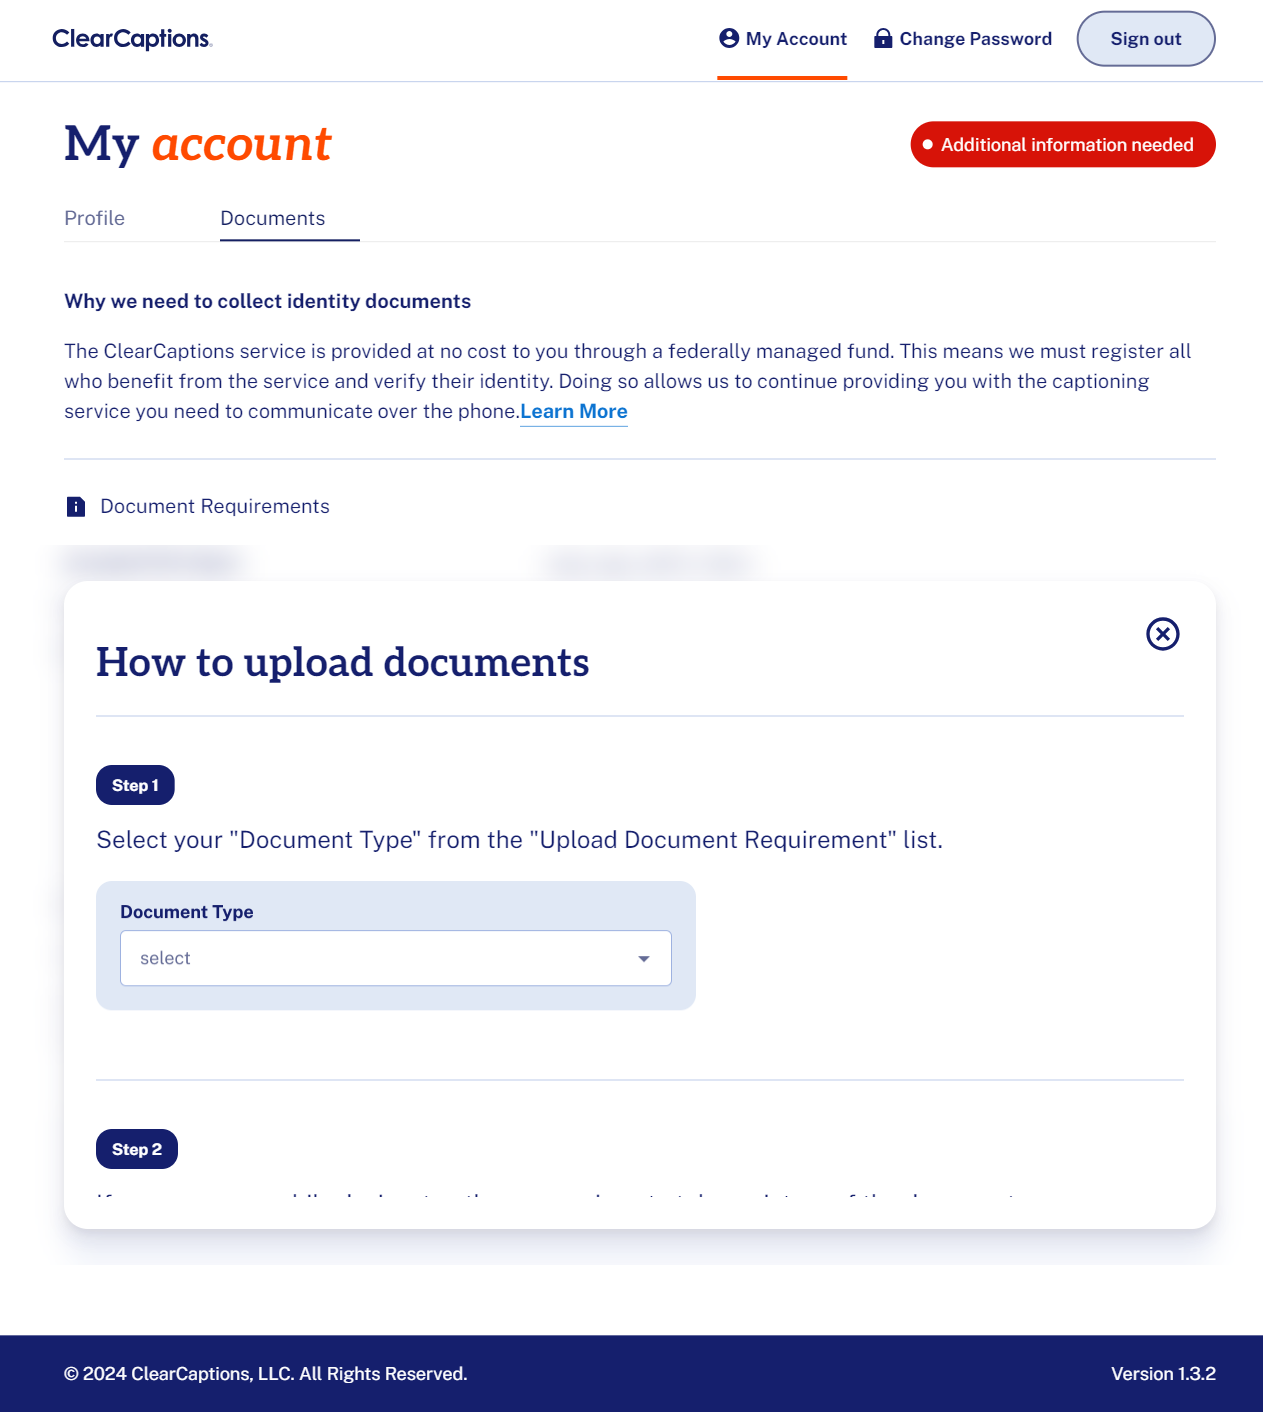 ClearCaptions
My Account
Change Password
Sign out
My account
Additional information needed
Profile
Documents
Why we need to collect identity documents
The ClearCaptions service is provided at no cost to you through a federally managed fund. This means we must register all
who benefit from the service and verify their identity. Doing so allows us to continue providing you with the captioning
service you need to communicate over the phone.Learn More
Document Requirements
How to upload documents
Step 1
Select your "Document Type" from the "Upload Document Requirement" list.
Document Type
select
Step 2
© 2024 ClearCaptions, LLC. All Rights Reserved.
Version 1.3.2